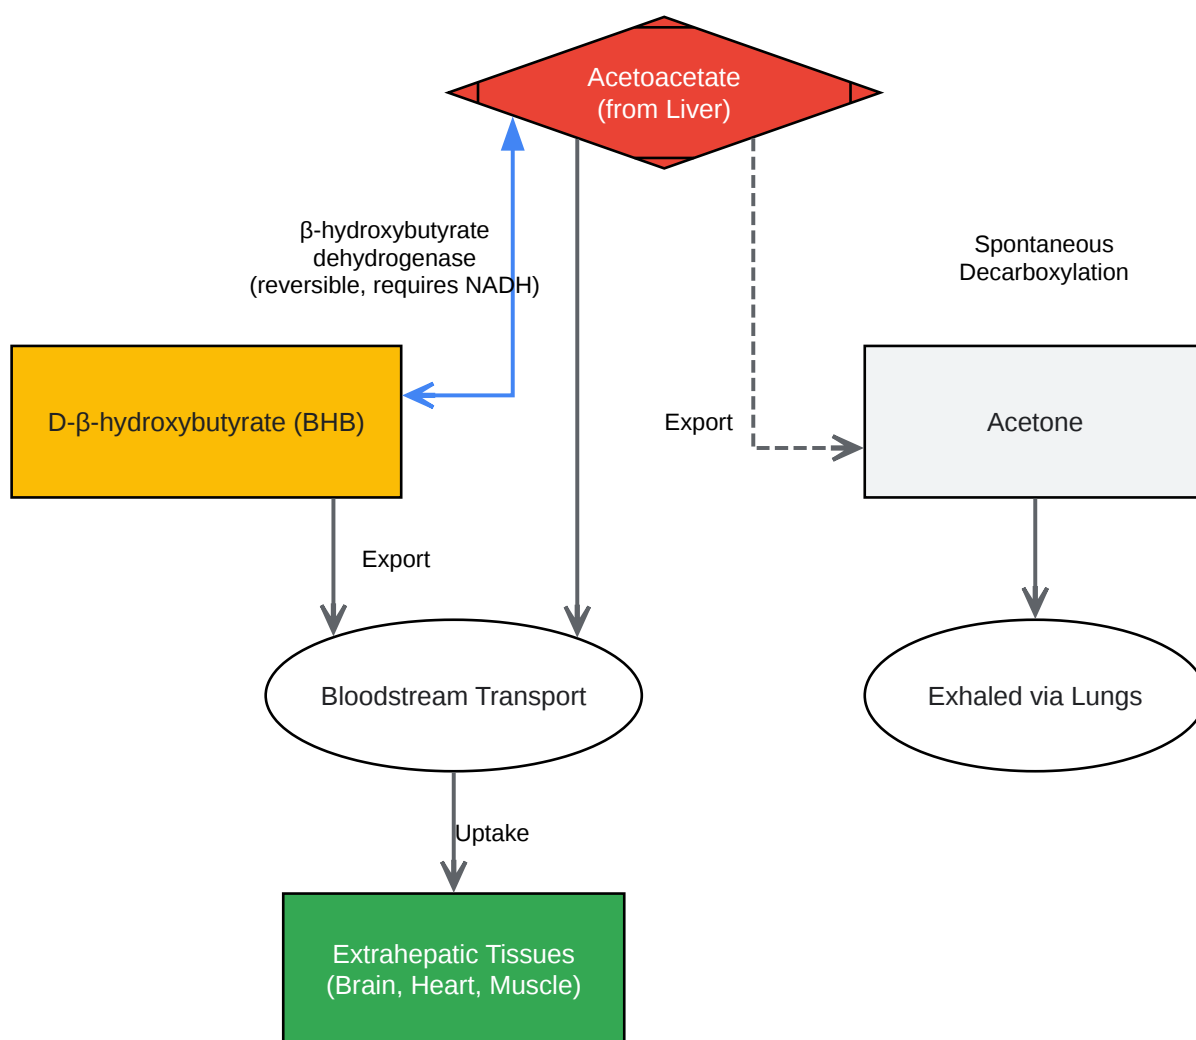 Acetoacetate
(from Liver)
β-hydroxybutyrate
dehydrogenase
(reversible, requires NADH)
Spontaneous
Decarboxylation
D-β-hydroxybutyrate (BHB)
Export
Acetone
Export
Bloodstream Transport
Exhaled via Lungs
Uptake
Extrahepatic Tissues
(Brain, Heart, Muscle)